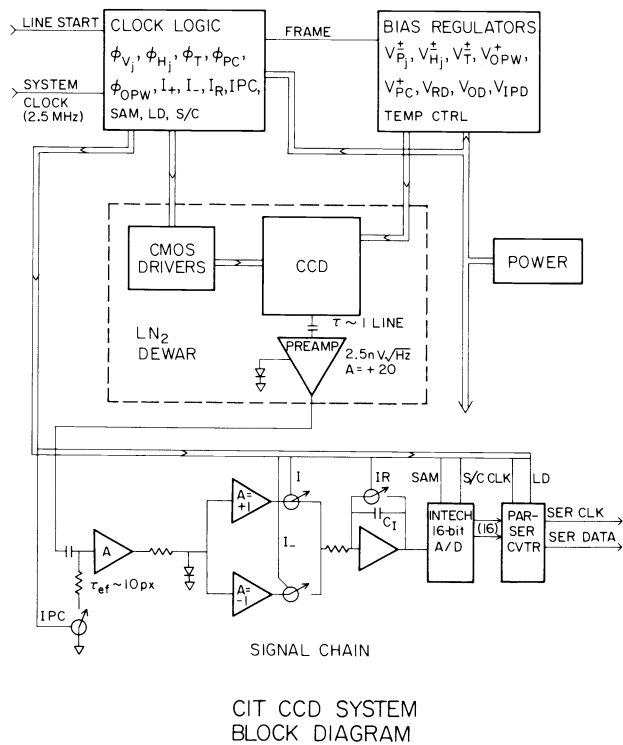 LINE START
SYSTEM
CLOCK
(2.5 MHz)
CLOCK LOGIC
ϕVj, ϕHj, ϕT, ϕPC,
ϕOPW, I+, I-, IR, IPC,
SAM, LD, S/C
FRAME
BIAS REGULATORS
V±Pj, V±Hj, V±T, V+OPW,
V+PC, VRD, VOD, VIPD
TEMP CTRL
CMOS
DRIVERS
CCD
POWER
LN2
DEWAR
τ ~ 1 LINE
PREAMP
2.5nV√Hz
A = + 20
I
IR
SAM
S/C CLK
LD
A= +1
I-
CI
A
τef ~ 10px
A= -1
INTECH
16-bit
A/D
(16)
PAR-
SER
CVTR
SER CLK
SER DATA
IPC
SIGNAL CHAIN
CIT CCD SYSTEM
BLOCK DIAGRAM